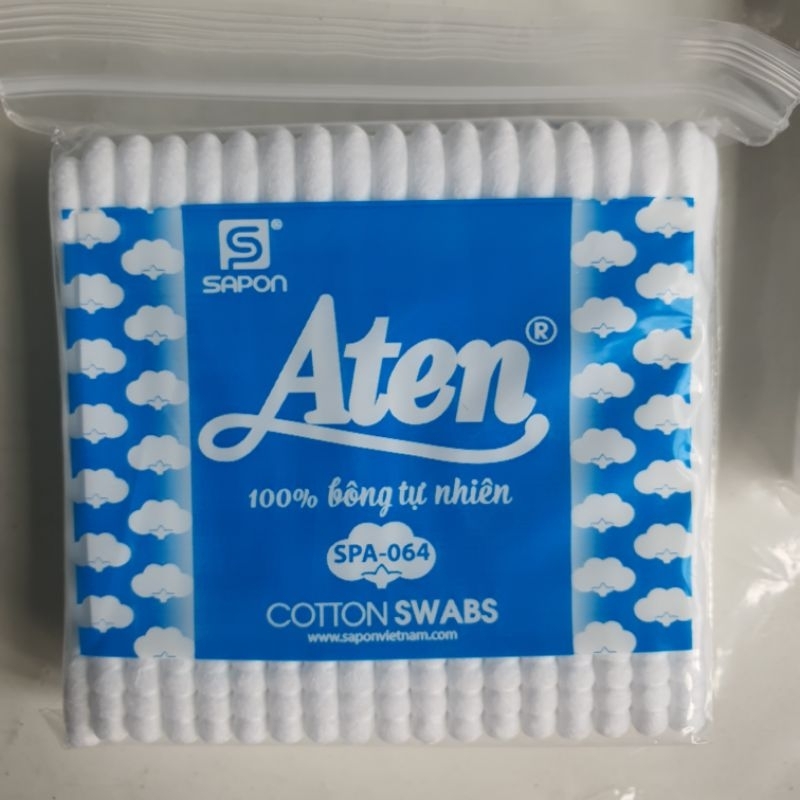 S®
SAPON
Aten®
100% bông tự nhiên
SPA-064
COTTON SWABS
www.saponvietnam.com